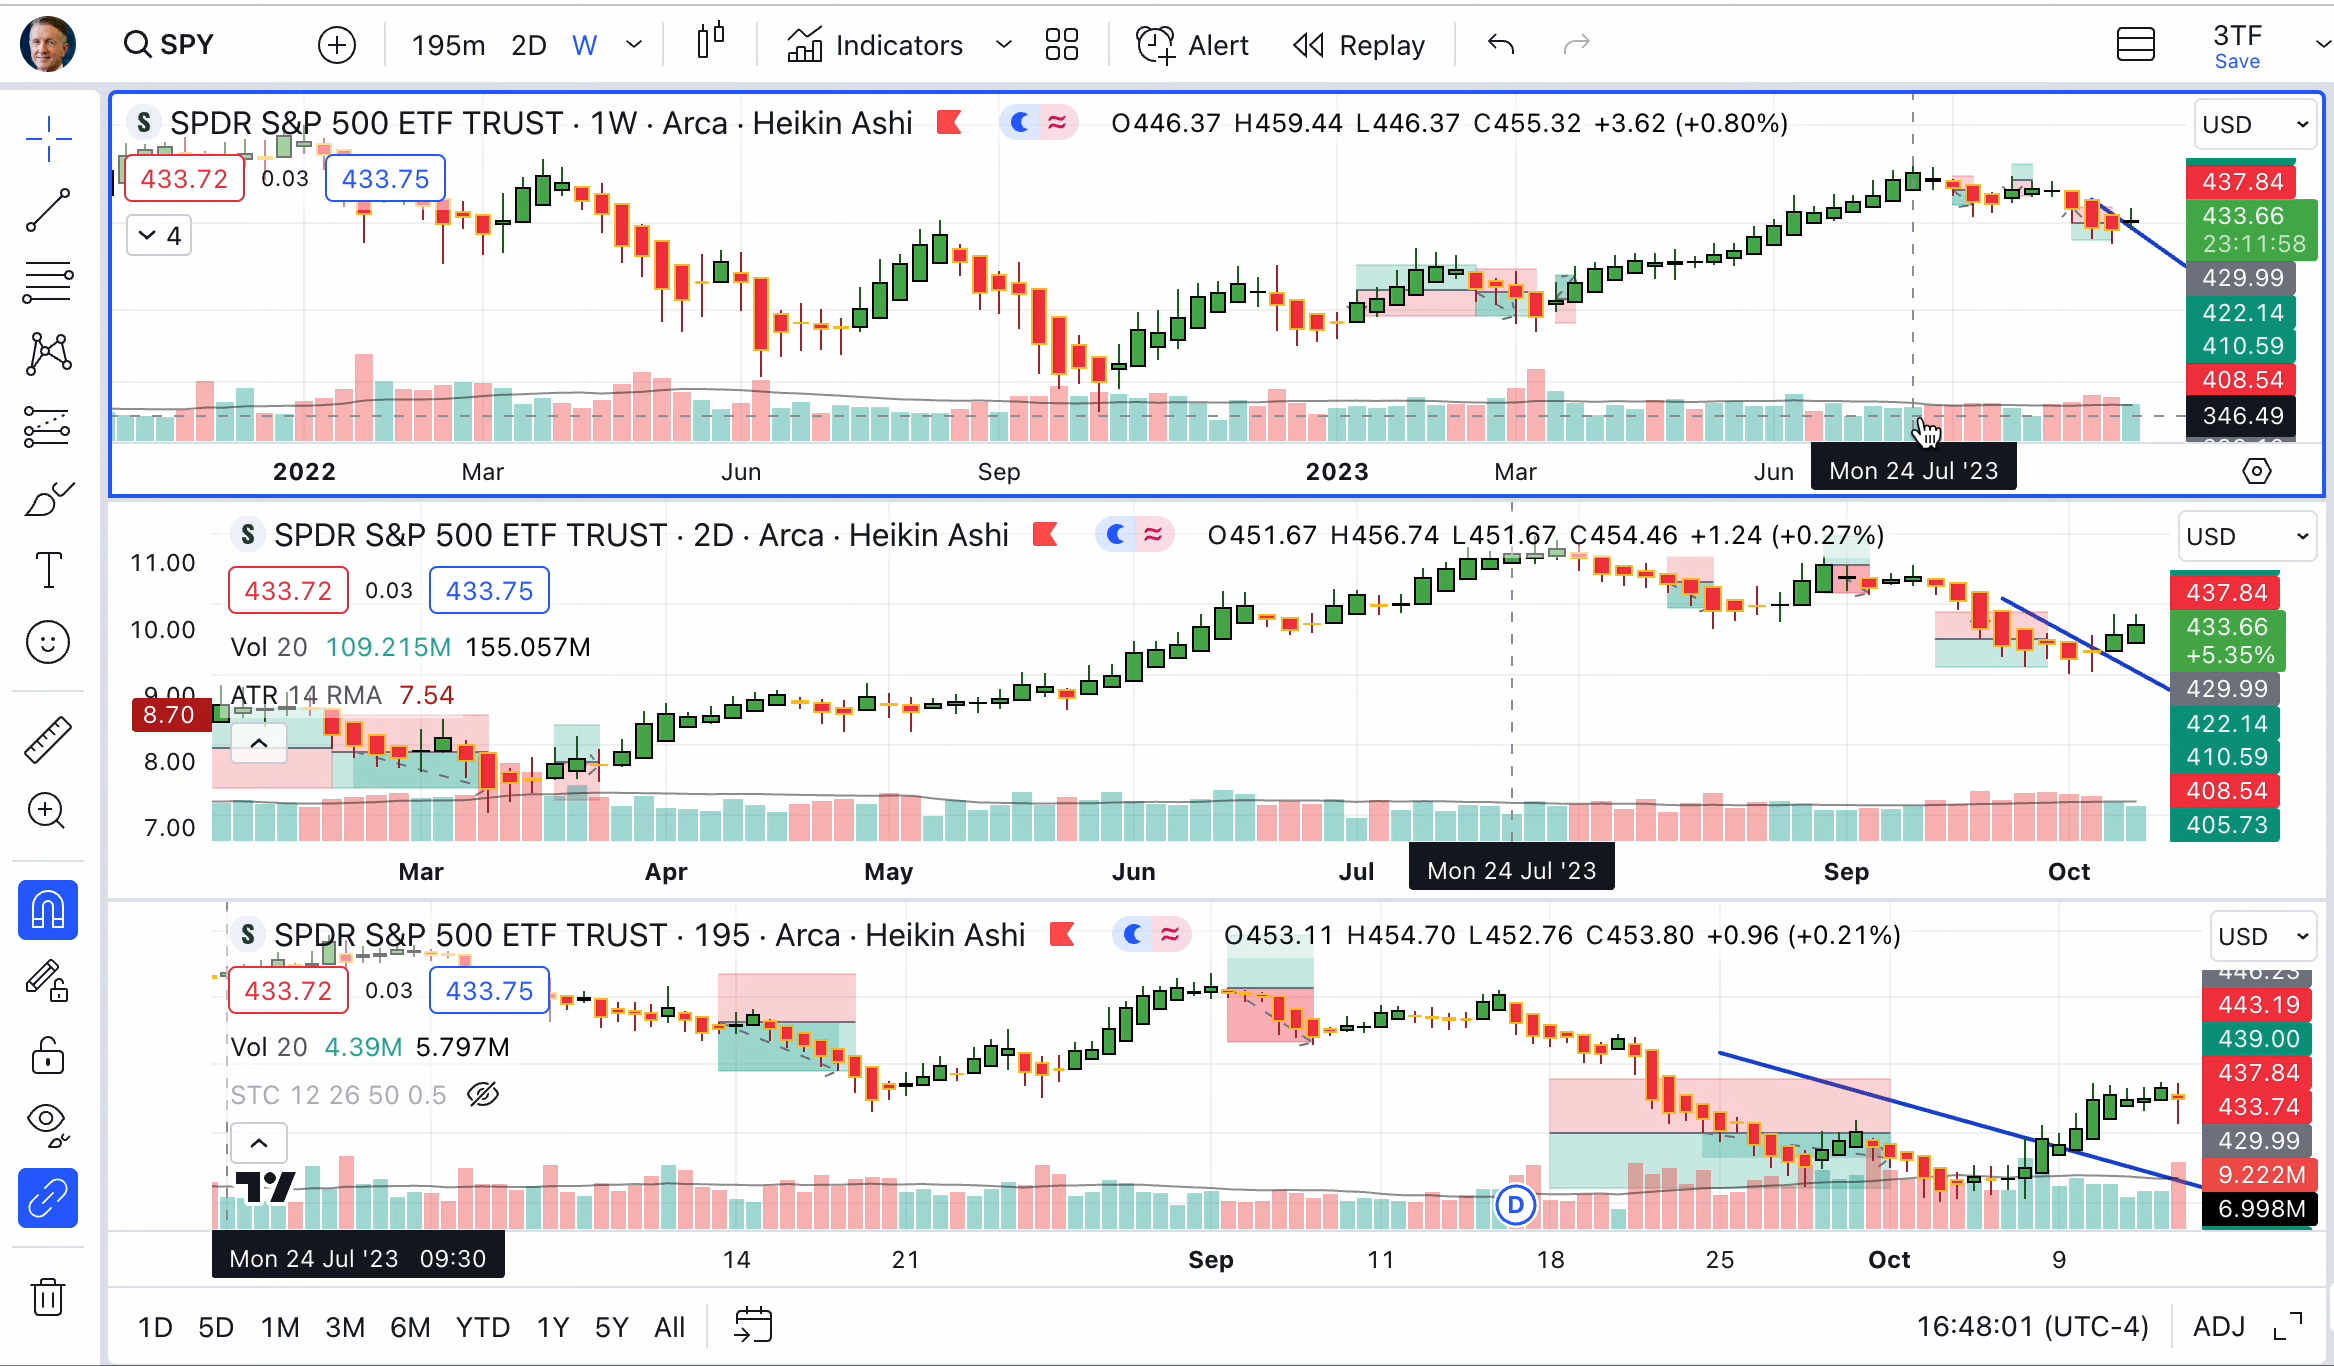 SPY 195m 2D W Indicators Alert Replay 3TF
Save
S SPDR S&P 500 ETF TRUST · 1W · Arca · Heikin Ashi O446.37 H459.44 L446.37 C455.32 +3.62 (+0.80%) USD
433.72 0.03 433.75
4
437.84
433.66
23:11:58
429.99
422.14
410.59
408.54
346.49
2022 Mar Jun Sep 2023 Mar Jun Mon 24 Jul '23
S SPDR S&P 500 ETF TRUST · 2D · Arca · Heikin Ashi O451.67 H456.74 L451.67 C454.46 +1.24 (+0.27%) USD
433.72 0.03 433.75
Vol 20 109.215M 155.057M
ATR 14 RMA 7.54
11.00
10.00
9.00
8.70
8.00
7.00
437.84
433.66
+5.35%
429.99
422.14
410.59
408.54
405.73
Mar Apr May Jun Jul Mon 24 Jul '23 Sep Oct
S SPDR S&P 500 ETF TRUST · 195 · Arca · Heikin Ashi O453.11 H454.70 L452.76 C453.80 +0.96 (+0.21%) USD
433.72 0.03 433.75
Vol 20 4.39M 5.797M
STC 12 26 50 0.5
446.23
443.19
439.00
437.84
433.74
429.99
9.222M
6.998M
D
Mon 24 Jul '23 09:30 14 21 Sep 11 18 25 Oct 9
1D 5D 1M 3M 6M YTD 1Y 5Y All 16:48:01 (UTC-4) ADJ